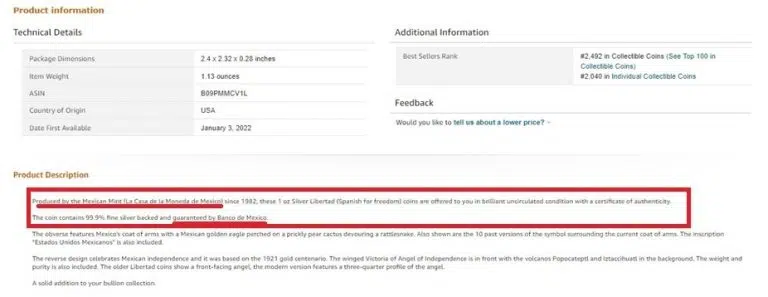 Product information
Technical Details
Package Dimensions 2.4 x 2.32 x 0.28 inches
Item Weight 1.13 ounces
ASIN B09PMMCV1L
Country of Origin USA
Date First Available January 3, 2022
Additional Information
Best Sellers Rank #2,492 in Collectible Coins (See Top 100 in
Collectible Coins)
#2,040 in Individual Collectible Coins
Feedback
Would you like to tell us about a lower price?
Product Description
Produced by the Mexican Mint (La Casa de la Moneda de Mexico) since 1982, these 1 oz Silver Libertad (Spanish for freedom) coins are offered to you in brilliant uncirculated condition with a certificate of authenticity.
The coin contains 99.9% fine silver backed and guaranteed by Banco de Mexico.
The obverse features Mexico's coat of arms with a Mexican golden eagle perched on a prickly pear cactus devouring a rattlesnake. Also shown are the 10 past versions of the symbol surrounding the current coat of arms. The inscription
"Estados Unidos Mexicanos" is also included.
The reverse design celebrates Mexican independence and it was based on the 1921 gold centenario. The winged Victoria of Angel of Independence is in front with the volcanos Popocatepti and Iztaccihuatl in the background. The weight and
purity is also included. The older Libertad coins show a front-facing angel, the modern version features a three-quarter profile of the angel.
A solid addition to your bullion collection.